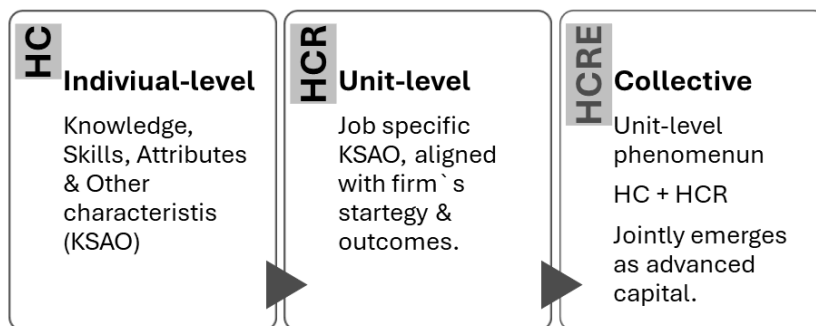 HC
Indiviual-level
Knowledge,
Skills, Attributes
& Other
characteristis
(KSAO)
HCR
Unit-level
Job specific
KSAO, aligned
with firm`s
startegy &
outcomes.
HCRE
Collective
Unit-level
phenomenun
HC + HCR
Jointly emerges
as advanced
capital.